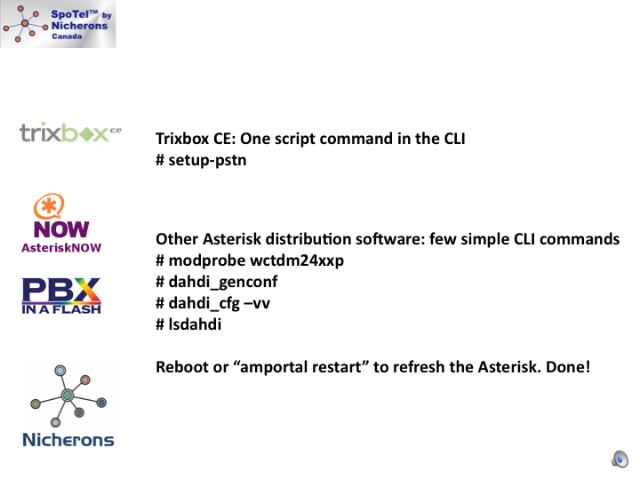 SpoTel™ by
Nicherons
Canada
trixbox ce
Trixbox CE: One script command in the CLI
# setup-pstn
NOW
AsteriskNOW
Other Asterisk distribution software: few simple CLI commands
# modprobe wctdm24xxp
# dahdi_genconf
# dahdi_cfg –vv
# lsdahdi
PBX
IN A FLASH
Reboot or “amportal restart” to refresh the Asterisk. Done!
Nicherons